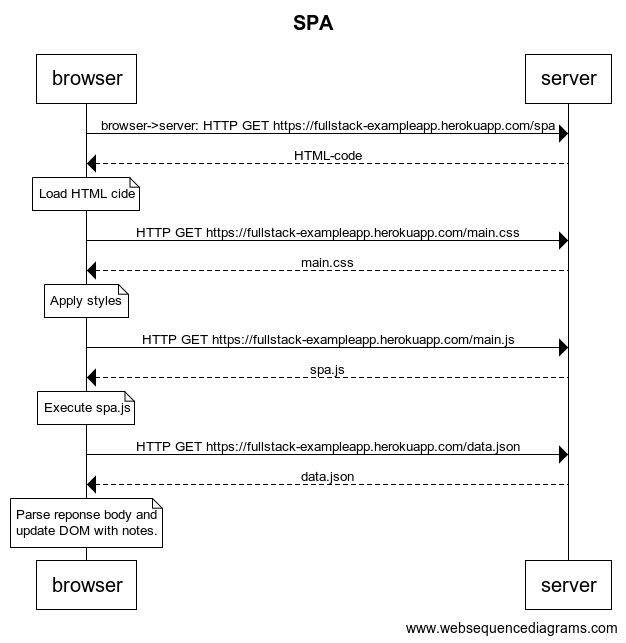 SPA
browser
server
browser->server: HTTP GET https://fullstack-exampleapp.herokuapp.com/spa
HTML-code
Load HTML cide
HTTP GET https://fullstack-exampleapp.herokuapp.com/main.css
main.css
Apply styles
HTTP GET https://fullstack-exampleapp.herokuapp.com/main.js
spa.js
Execute spa.js
HTTP GET https://fullstack-exampleapp.herokuapp.com/data.json
data.json
Parse reponse body and
update DOM with notes.
browser
server
www.websequencediagrams.com